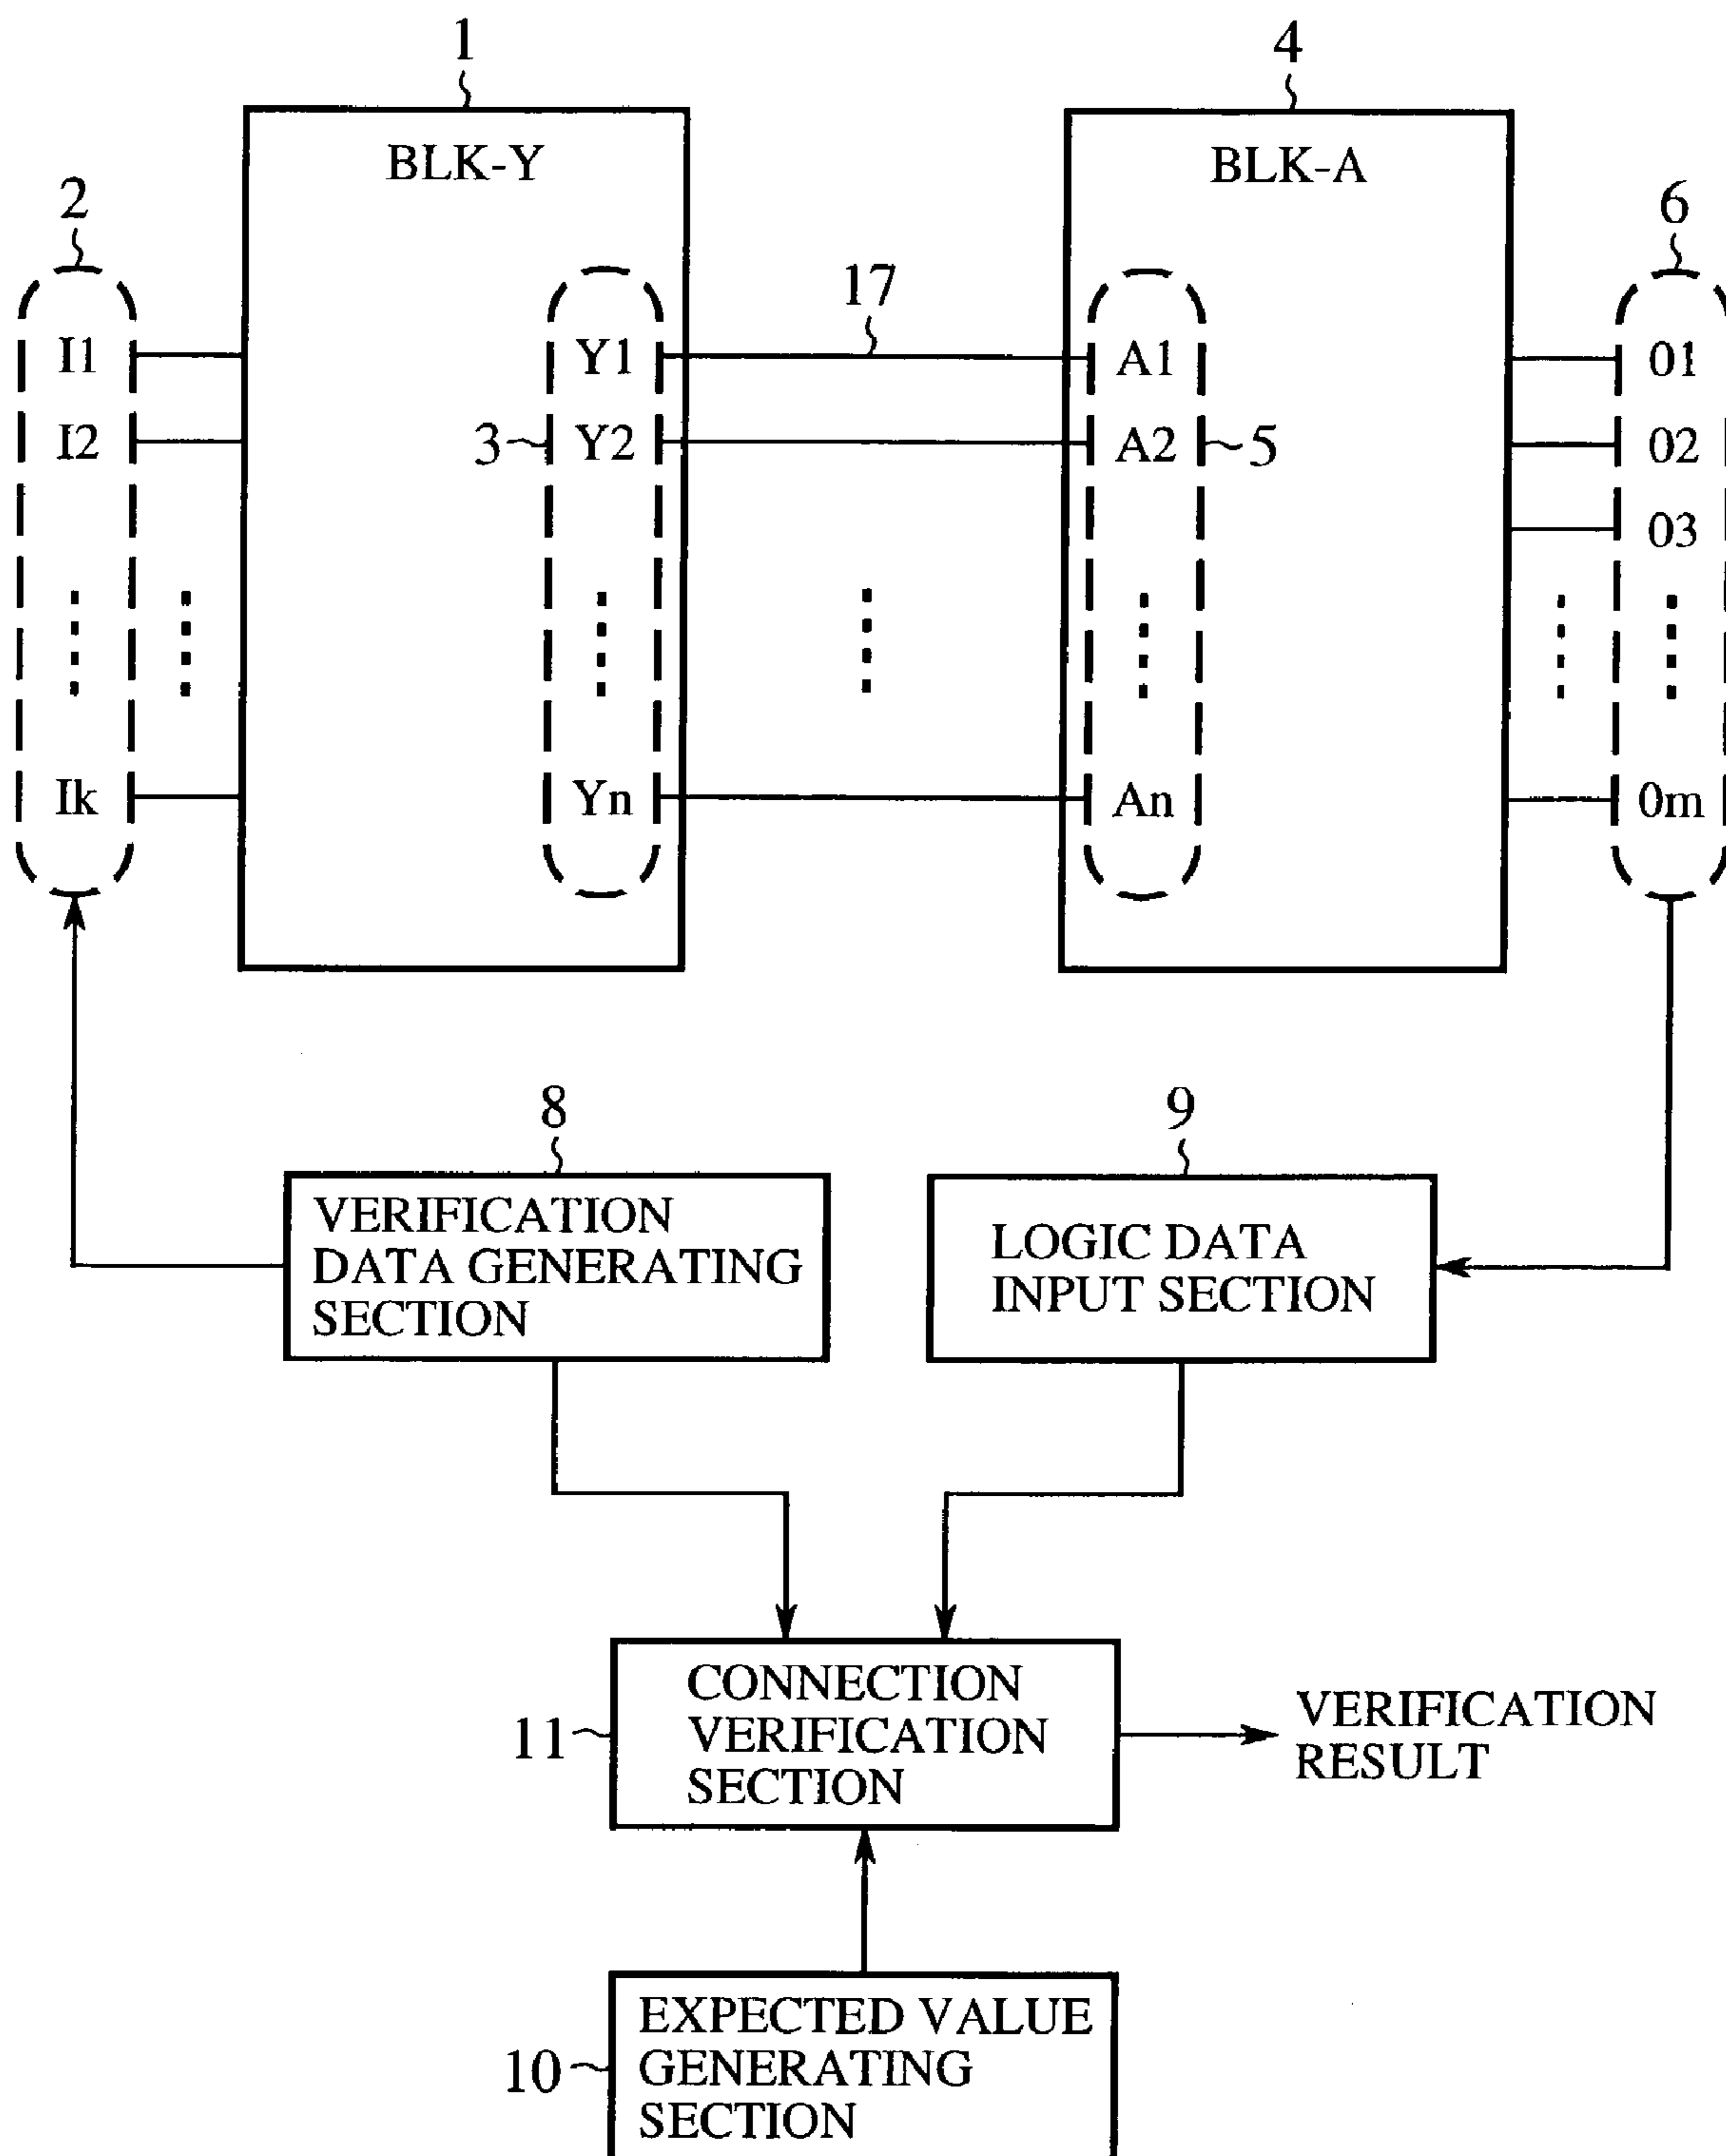 1
4
BLK-Y
BLK-A
2
6
17
I1
Y1
A1
01
I2
3
Y2
A2
5
02
03
Ik
Yn
An
0m
8
9
VERIFICATION
DATA GENERATING
SECTION
LOGIC DATA
INPUT SECTION
CONNECTION
VERIFICATION
SECTION
11
VERIFICATION
RESULT
EXPECTED VALUE
GENERATING
SECTION
10